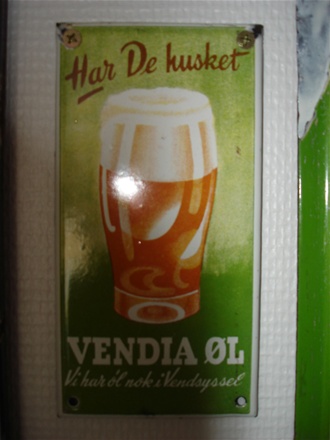 Har De husket
VENDIA ØL
Vi har øl nok i Vendsyssel